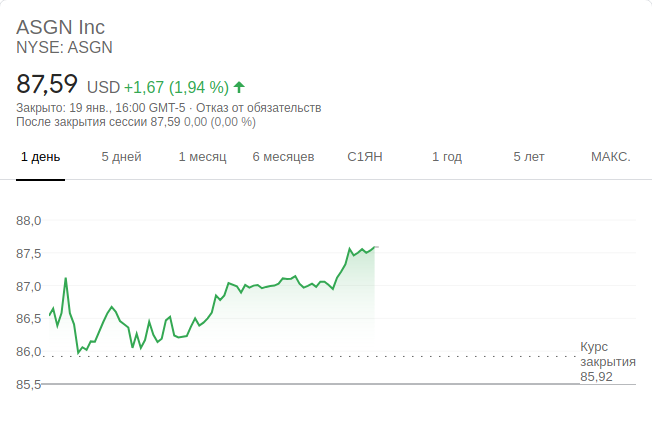 ASGN Inc
NYSE: ASGN
87,59 USD +1,67 (1,94 %)
Закрыто: 19 янв., 16:00 GMT-5 · Отказ от обязательств
После закрытия сессии 87,59 0,00 (0,00 %)
1 день 5 дней 1 месяц 6 месяцев С1ЯН 1 год 5 лет МАКС.
88,0
87,5
87,0
86,5
86,0
85,5
Курс
закрытия
85,92